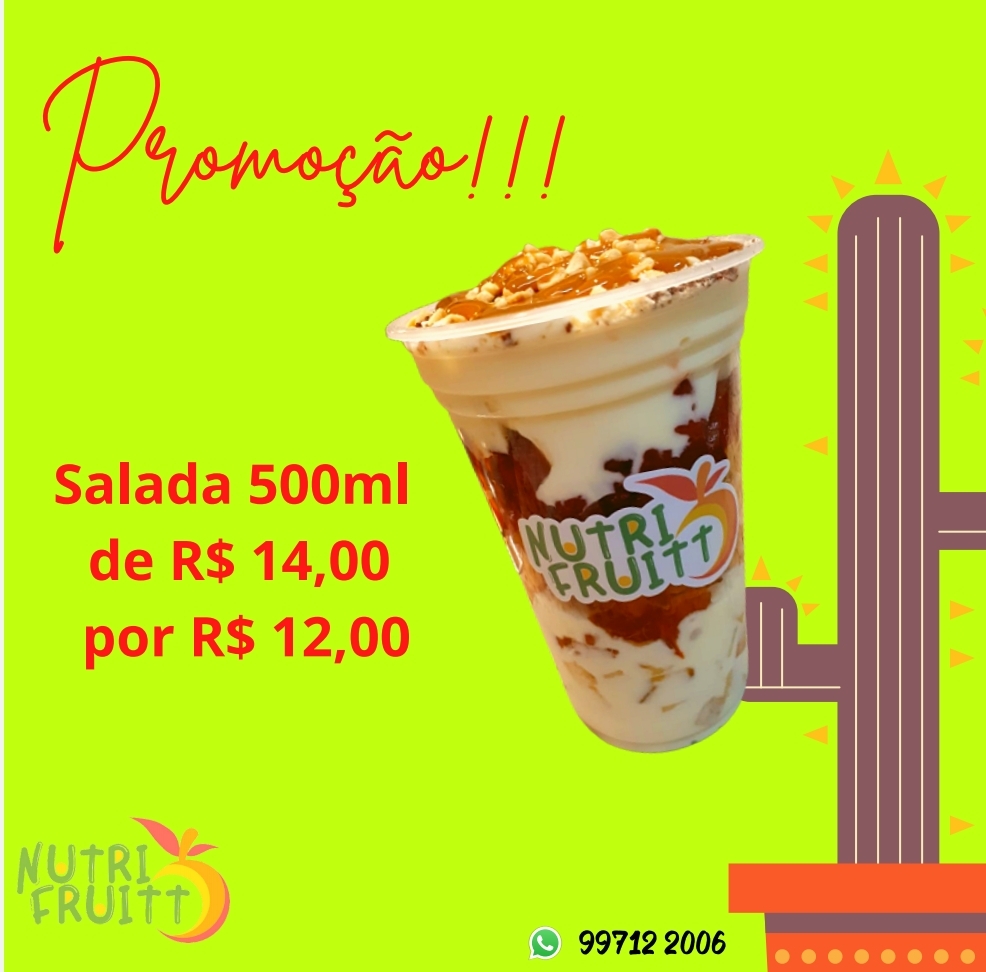 Promoção!!!
Salada 500ml
de R$ 14,00
por R$ 12,00
NUTRI
FRUITT
NUTRI
FRUITT
99712 2006